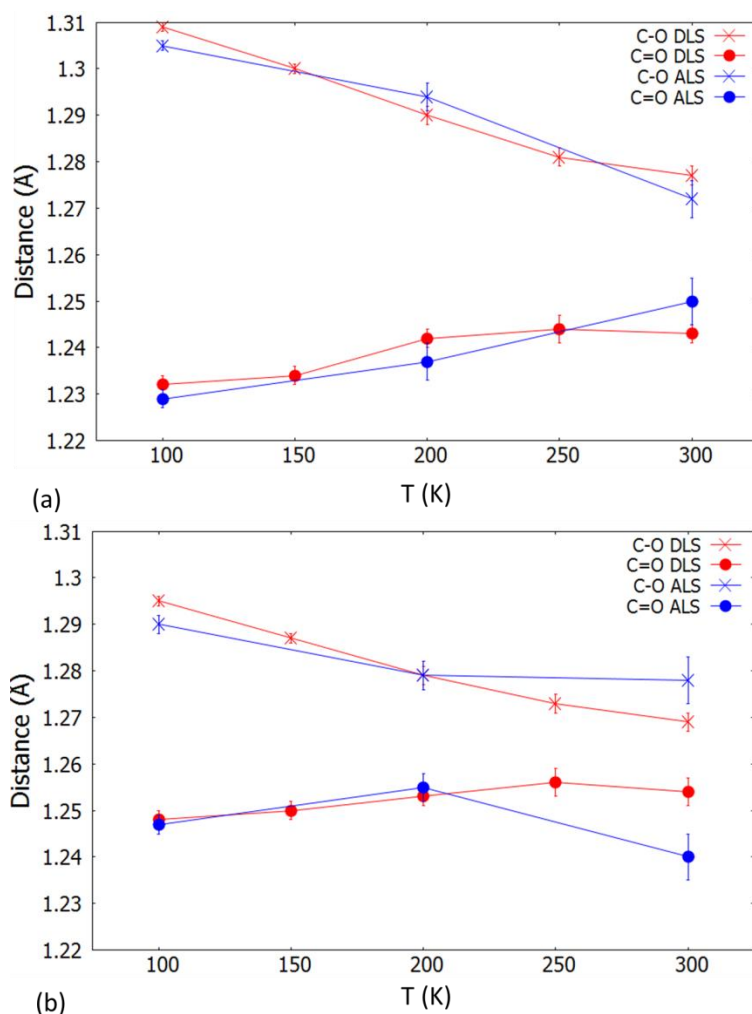 1.31
1.3
1.29
1.28
1.27
1.26
1.25
1.24
1.23
1.22
Distance (Å)
C-O DLS
C=O DLS
C-O ALS
C=O ALS
100 150 200 250 300
(a)
T (K)
1.31
1.3
1.29
1.28
1.27
1.26
1.25
1.24
1.23
1.22
Distance (Å)
C-O DLS
C=O DLS
C-O ALS
C=O ALS
100 150 200 250 300
(b)
T (K)